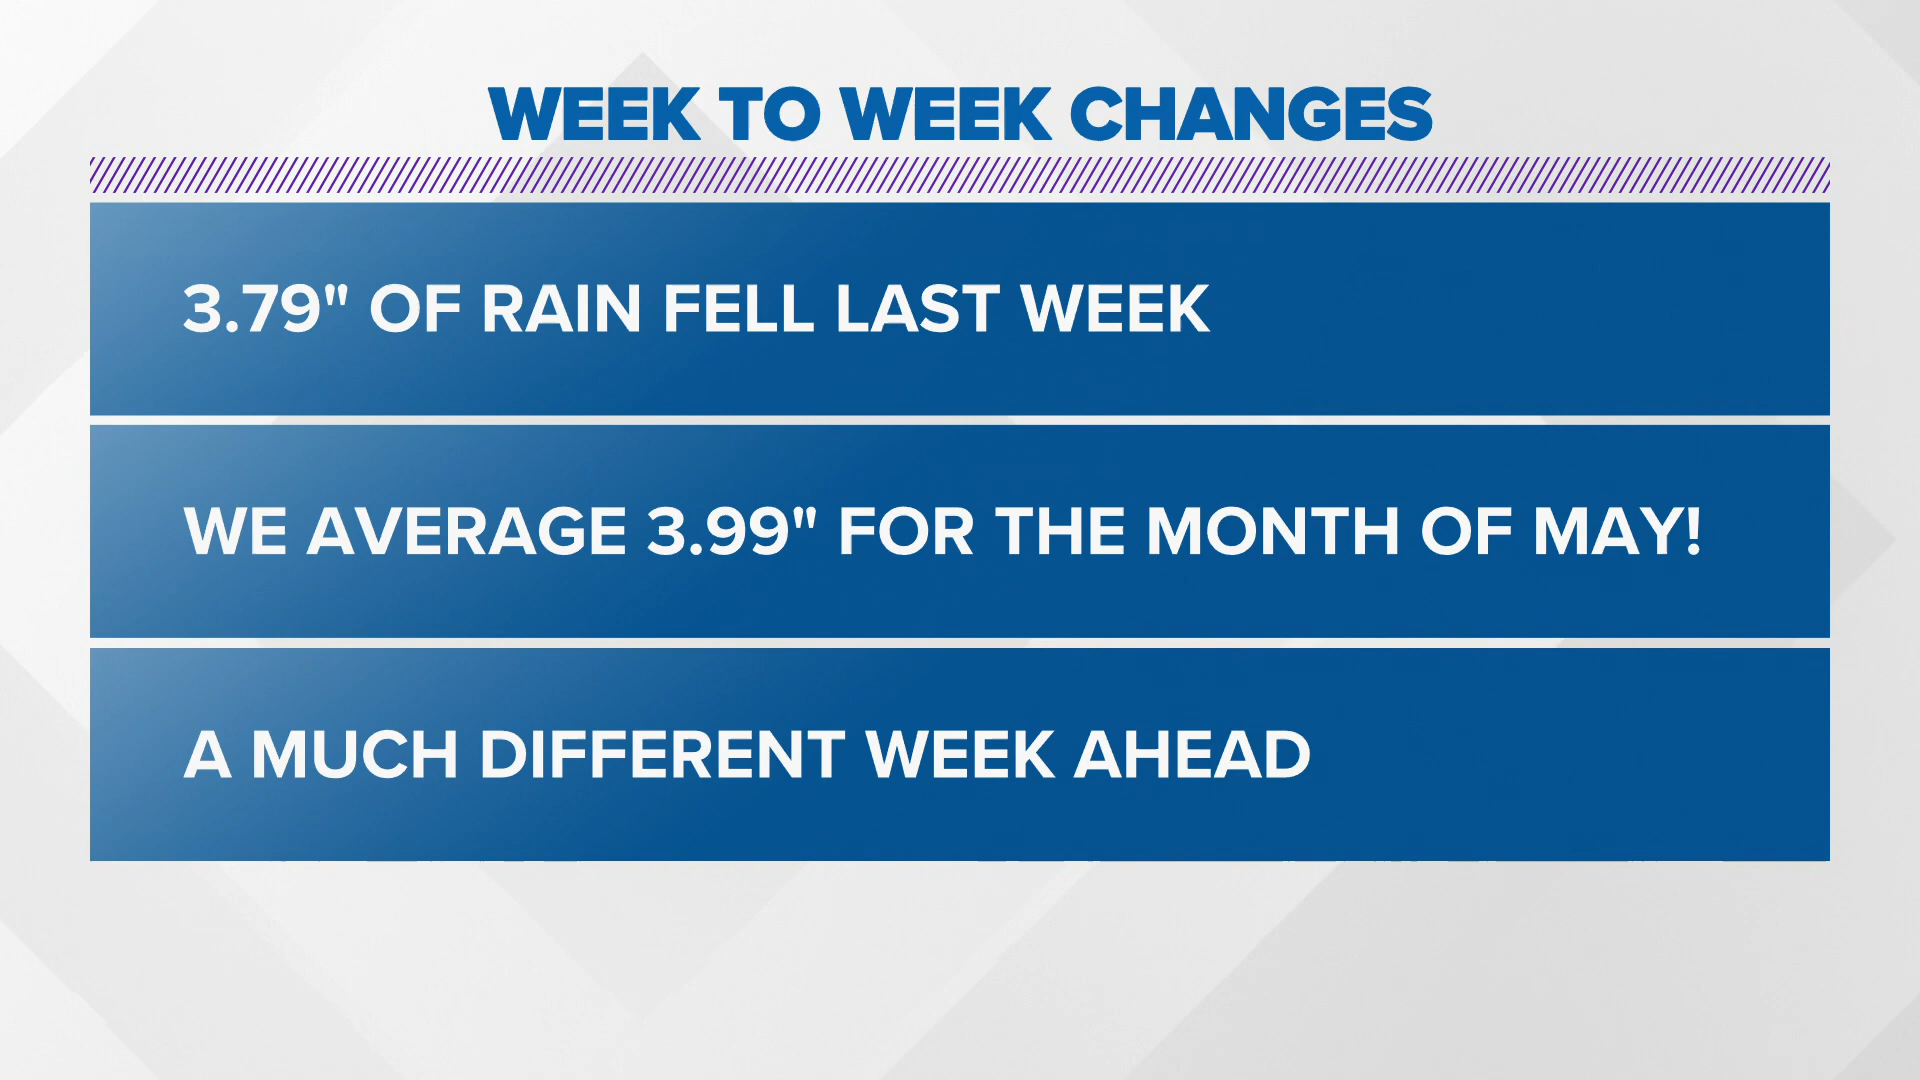 WEEK TO WEEK CHANGES
3.79" OF RAIN FELL LAST WEEK
WE AVERAGE 3.99" FOR THE MONTH OF MAY!
A MUCH DIFFERENT WEEK AHEAD